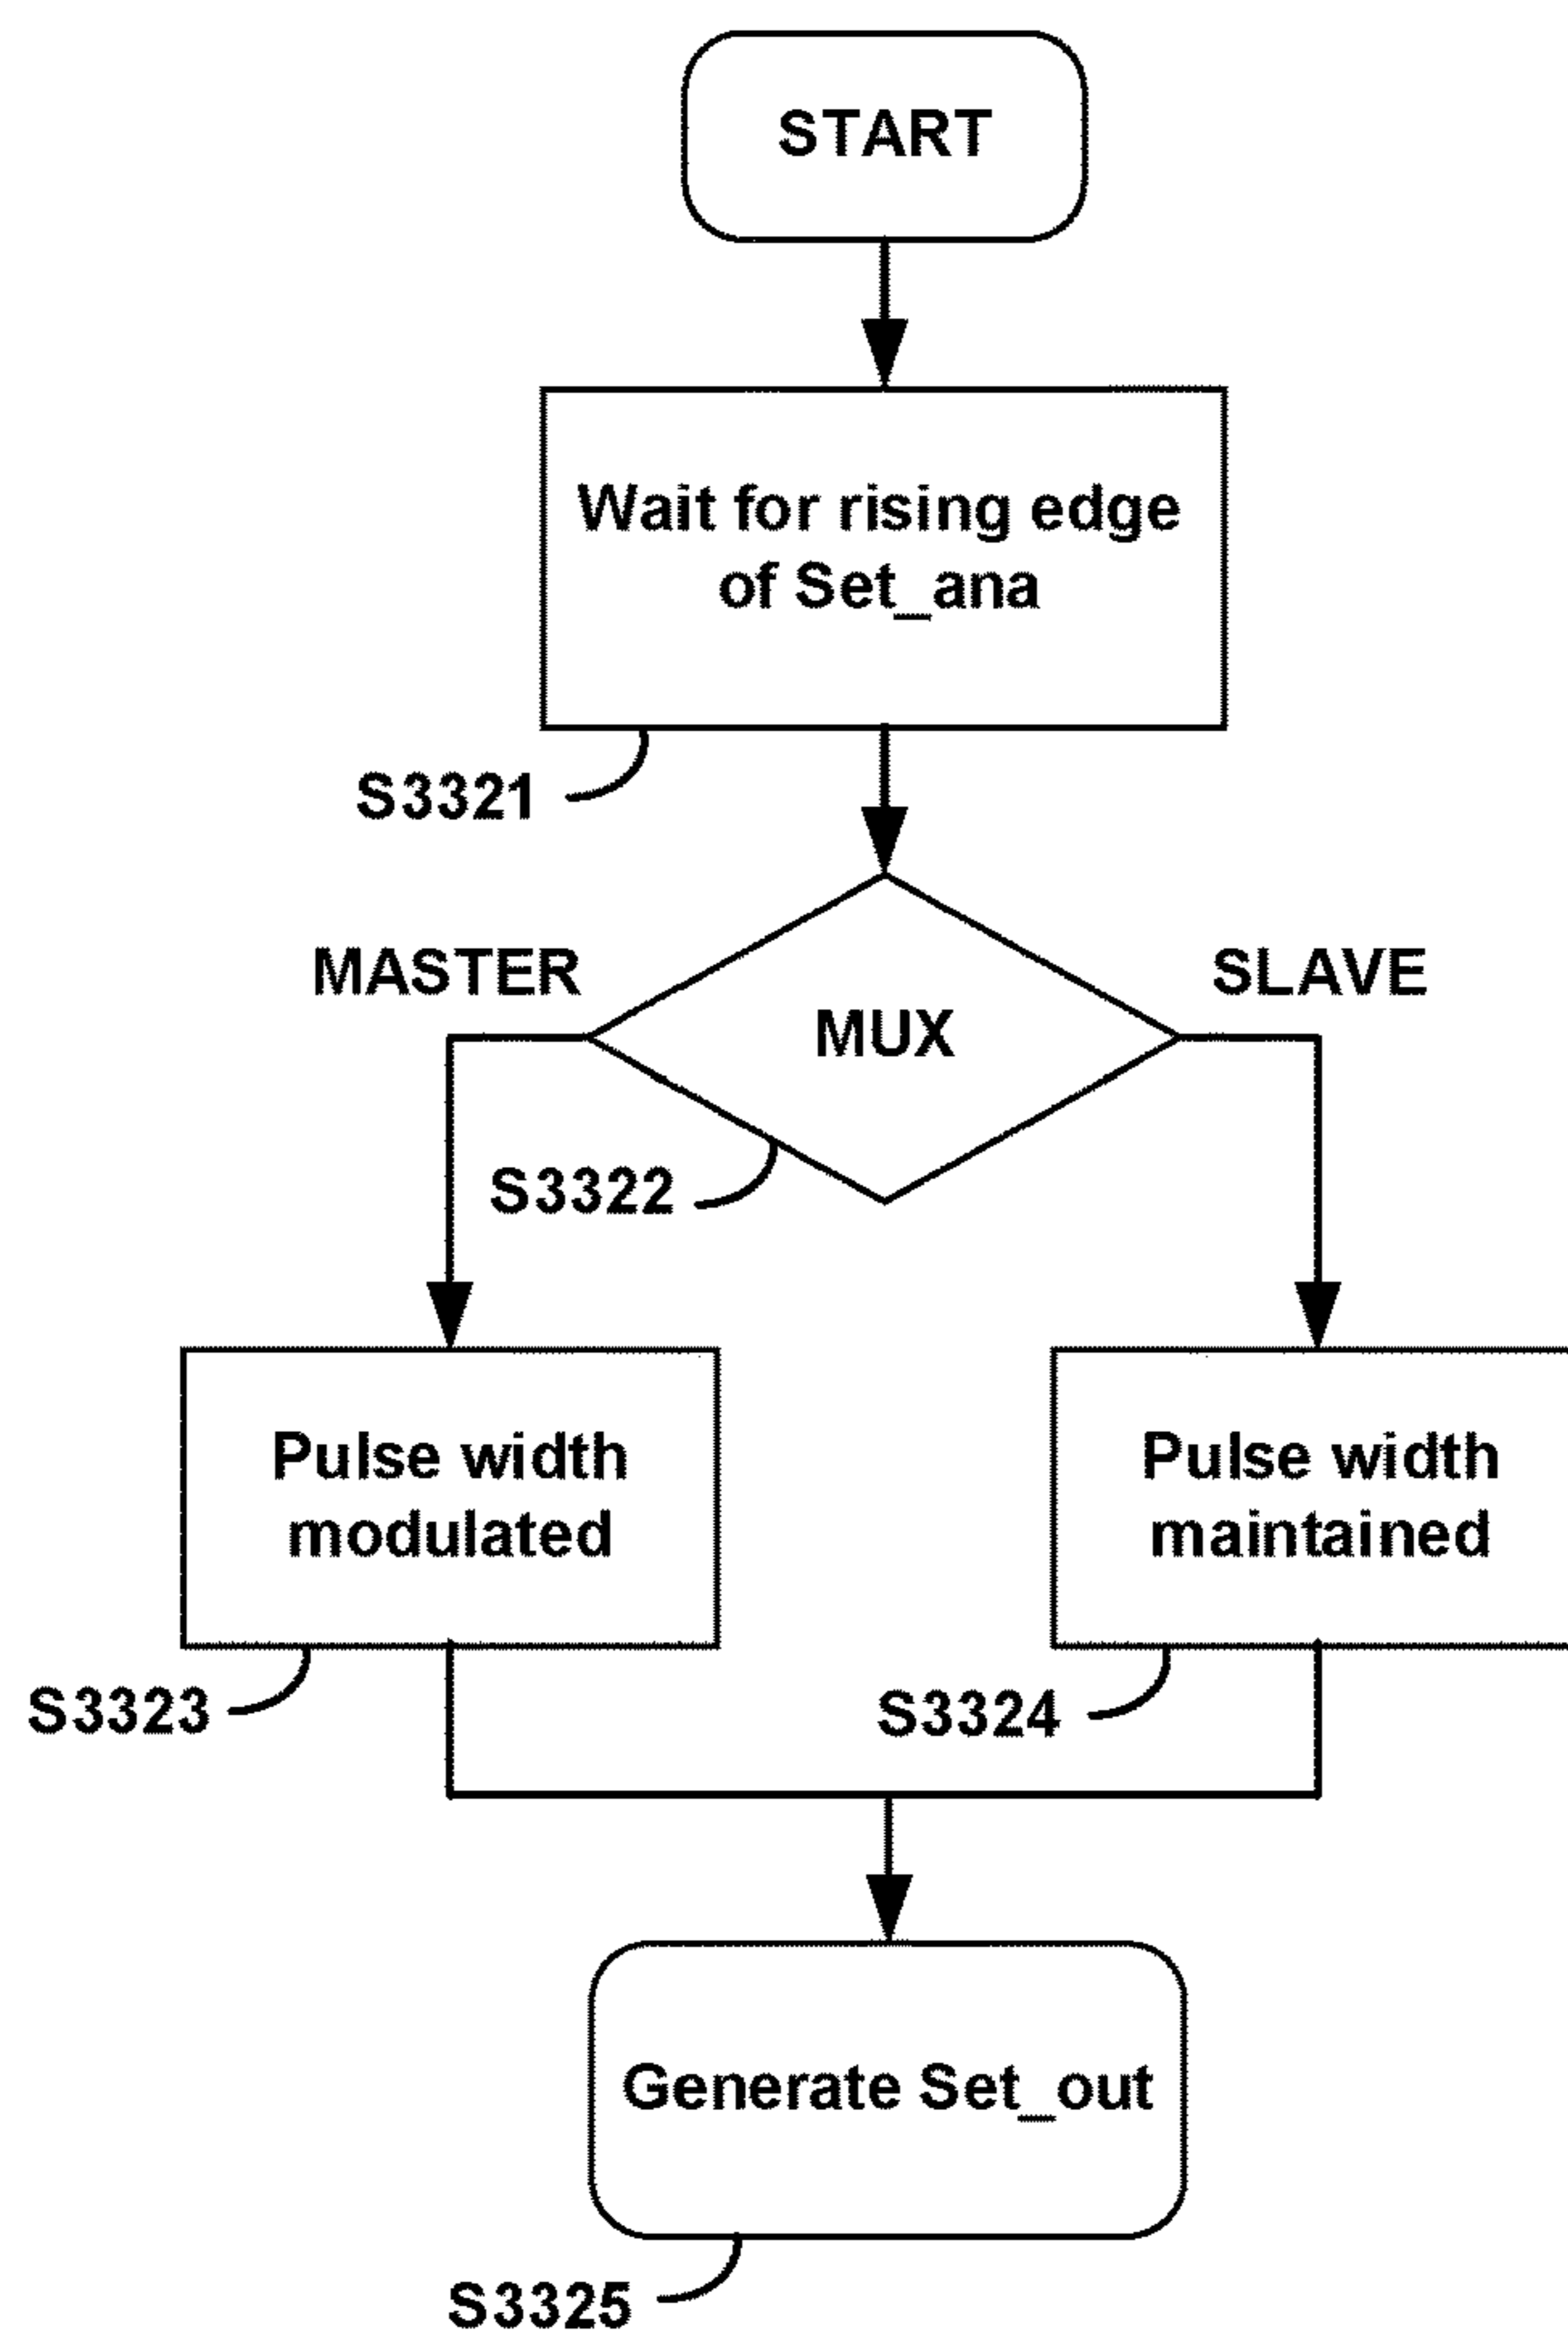 START
Wait for rising edge
of Set_ana
S3321
MASTER
SLAVE
MUX
S3322
Pulse width
modulated
Pulse width
maintained
S3323
S3324
Generate Set_out
S3325